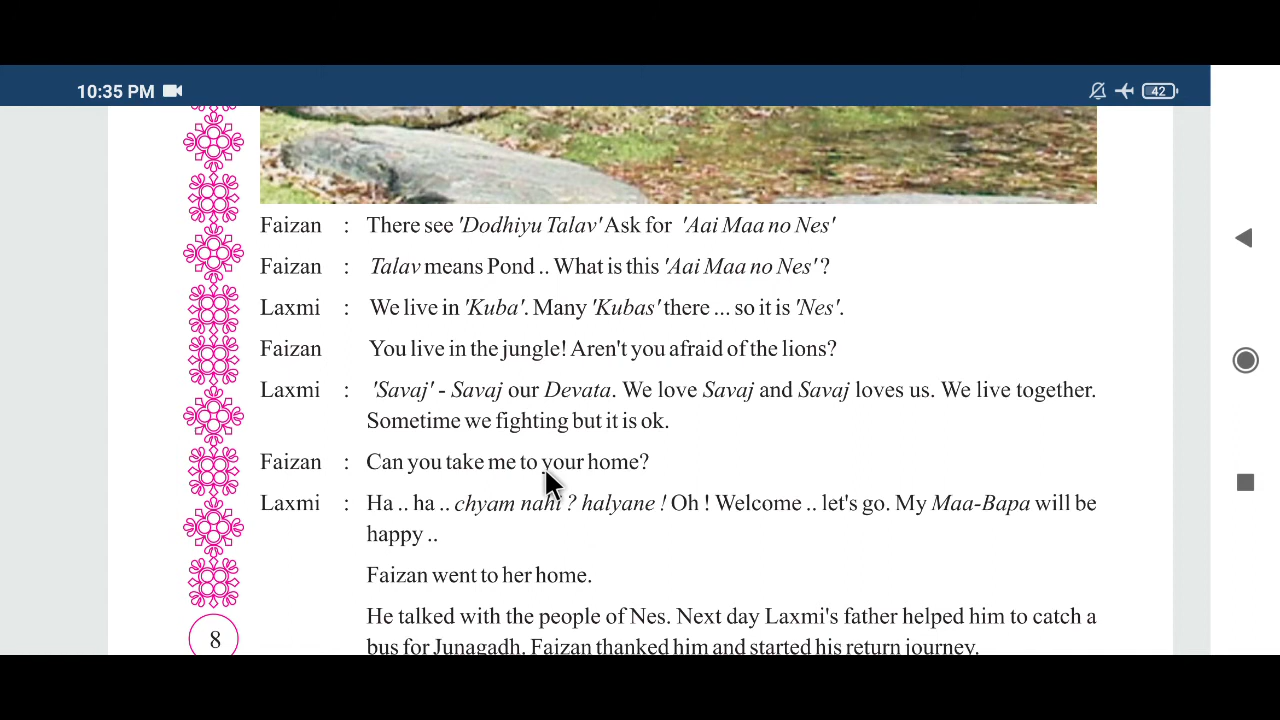 10:35 PM
42
Faizan : There see 'Dodhiyu Talav' Ask for 'Aai Maa no Nes'
Faizan : Talav means Pond .. What is this 'Aai Maa no Nes'?
Laxmi : We live in 'Kuba'. Many 'Kubas' there ... so it is 'Nes'.
Faizan You live in the jungle! Aren't you afraid of the lions?
Laxmi : 'Savaj' - Savaj our Devata. We love Savaj and Savaj loves us. We live together.
Sometime we fighting but it is ok.
Faizan : Can you take me to your home?
Laxmi : Ha .. ha .. chyam nahi ? halyane ! Oh ! Welcome .. let's go. My Maa-Bapa will be
happy ..
Faizan went to her home.
He talked with the people of Nes. Next day Laxmi's father helped him to catch a
8
bus for Junagadh. Faizan thanked him and started his return journey.